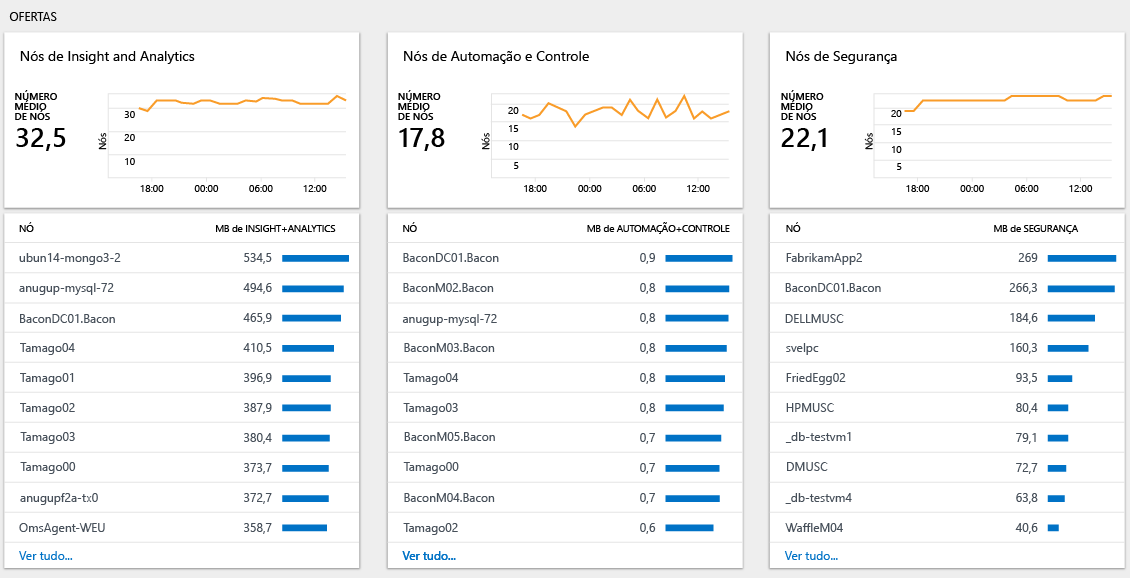 OFERTAS
Nós de Insight and Analytics
NÚMERO
MÉDIO
DE NÓS
32,5
Nós
30
20
10
18:00 00:00 06:00 12:00
NÓ MB de INSIGHT+ANALYTICS
ubun14-mongo3-2 534,5
anugup-mysql-72 494,6
BaconDC01.Bacon 465,9
Tamago04 410,5
Tamago01 396,9
Tamago02 387,9
Tamago03 380,4
Tamago00 373,7
anugupf2a-tx0 372,7
OmsAgent-WEU 358,7
Ver tudo...
Nós de Automação e Controle
NÚMERO
MÉDIO
DE NÓS
17,8
Nós
20
15
10
5
18:00 00:00 06:00 12:00
NÓ MB de AUTOMAÇÃO+CONTROLE
BaconDC01.Bacon 0,9
BaconM02.Bacon 0,8
anugup-mysql-72 0,8
BaconM03.Bacon 0,8
Tamago04 0,8
Tamago03 0,8
BaconM05.Bacon 0,7
Tamago00 0,7
BaconM04.Bacon 0,7
Tamago02 0,6
Ver tudo...
Nós de Segurança
NÚMERO
MÉDIO
DE NÓS
22,1
Nós
20
15
10
5
18:00 00:00 06:00 12:00
NÓ MB de SEGURANÇA
FabrikamApp2 269
BaconDC01.Bacon 266,3
DELLMUSC 184,6
svelpc 160,3
FriedEgg02 93,5
HPMUSC 80,4
_db-testvm1 79,1
DMUSC 72,7
_db-testvm4 63,8
WaffleM04 40,6
Ver tudo...